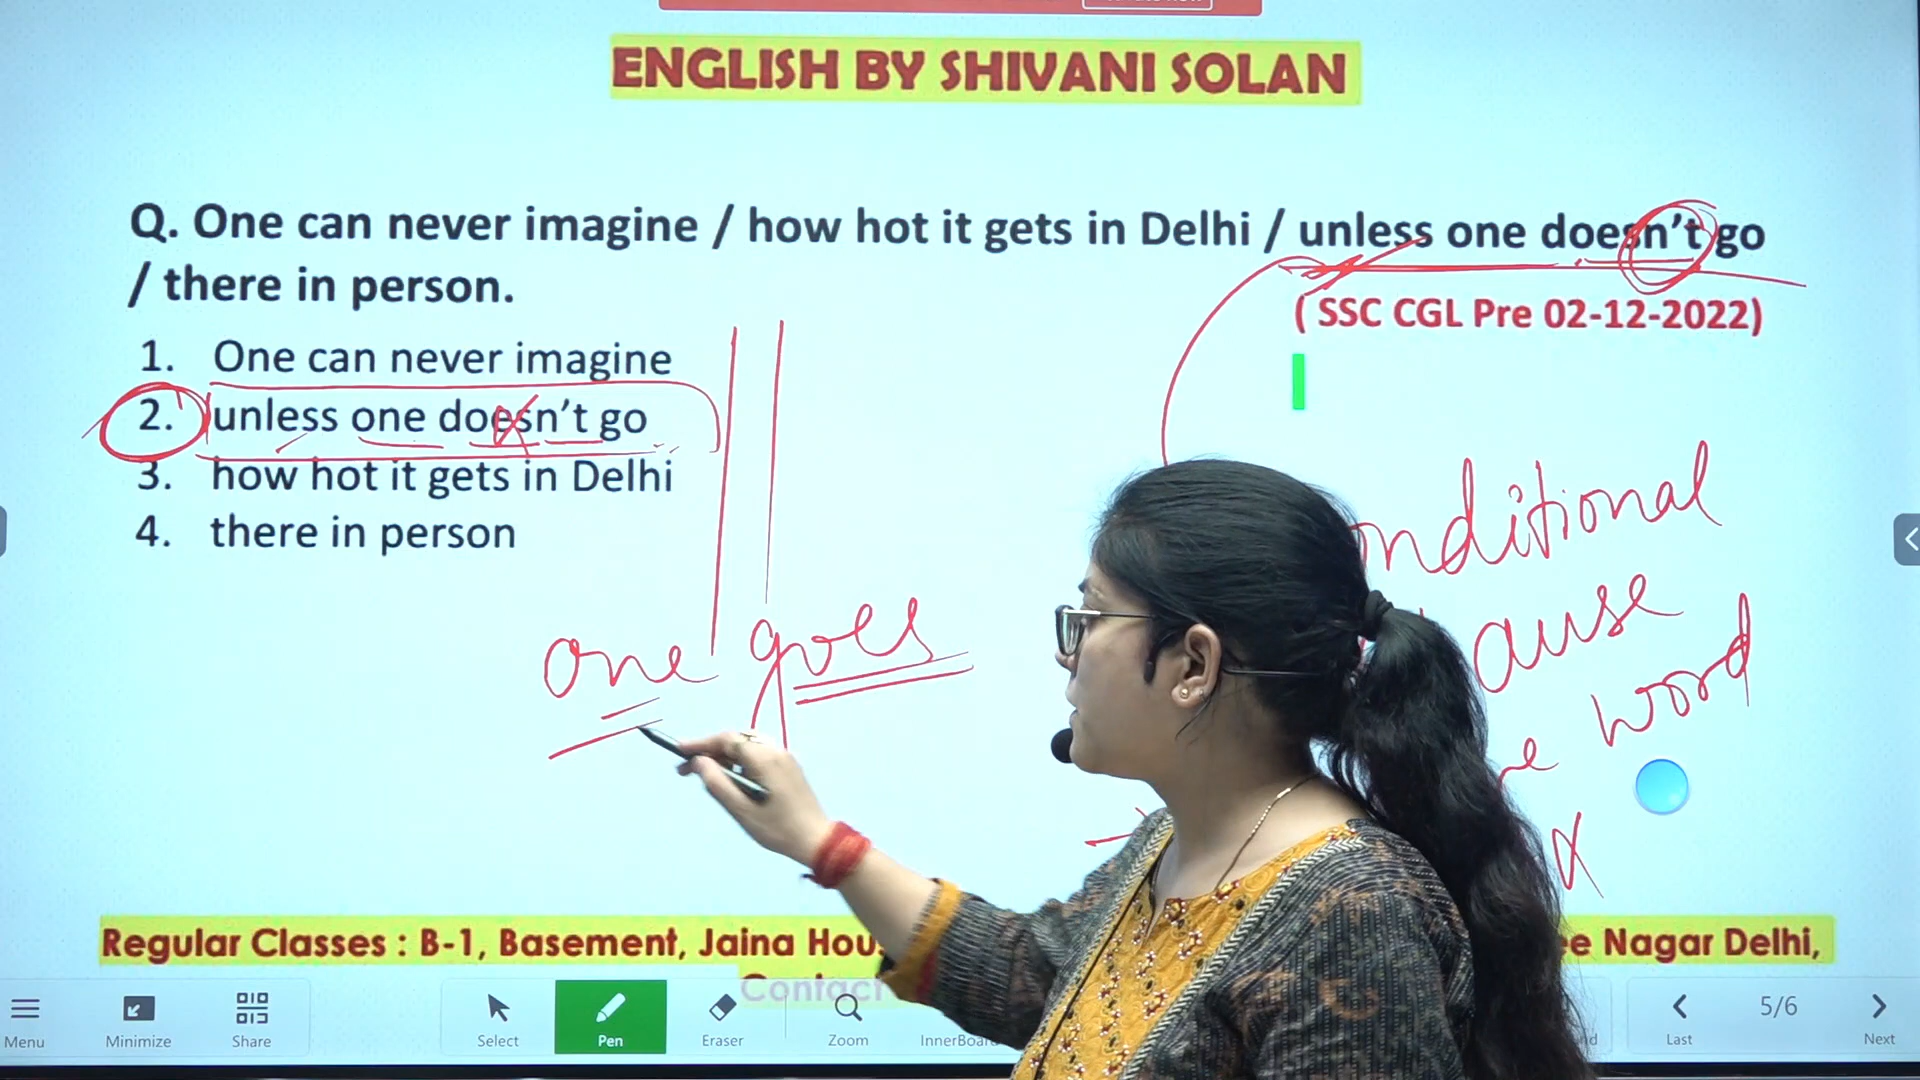 ENGLISH BY SHIVANI SOLAN
Q. One can never imagine / how hot it gets in Delhi / unless one doesn't go
/ there in person.
( SSC CGL Pre 02-12-2022)
1. One can never imagine
2. unless one doesn't go
3. how hot it gets in Delhi
4. there in person
one goes
word
Regular Classes : B-1, Basement, Jaina Nagar Delhi,
Contact
Menu Minimize Share Select Pen Eraser Zoom 5/6 Last Next